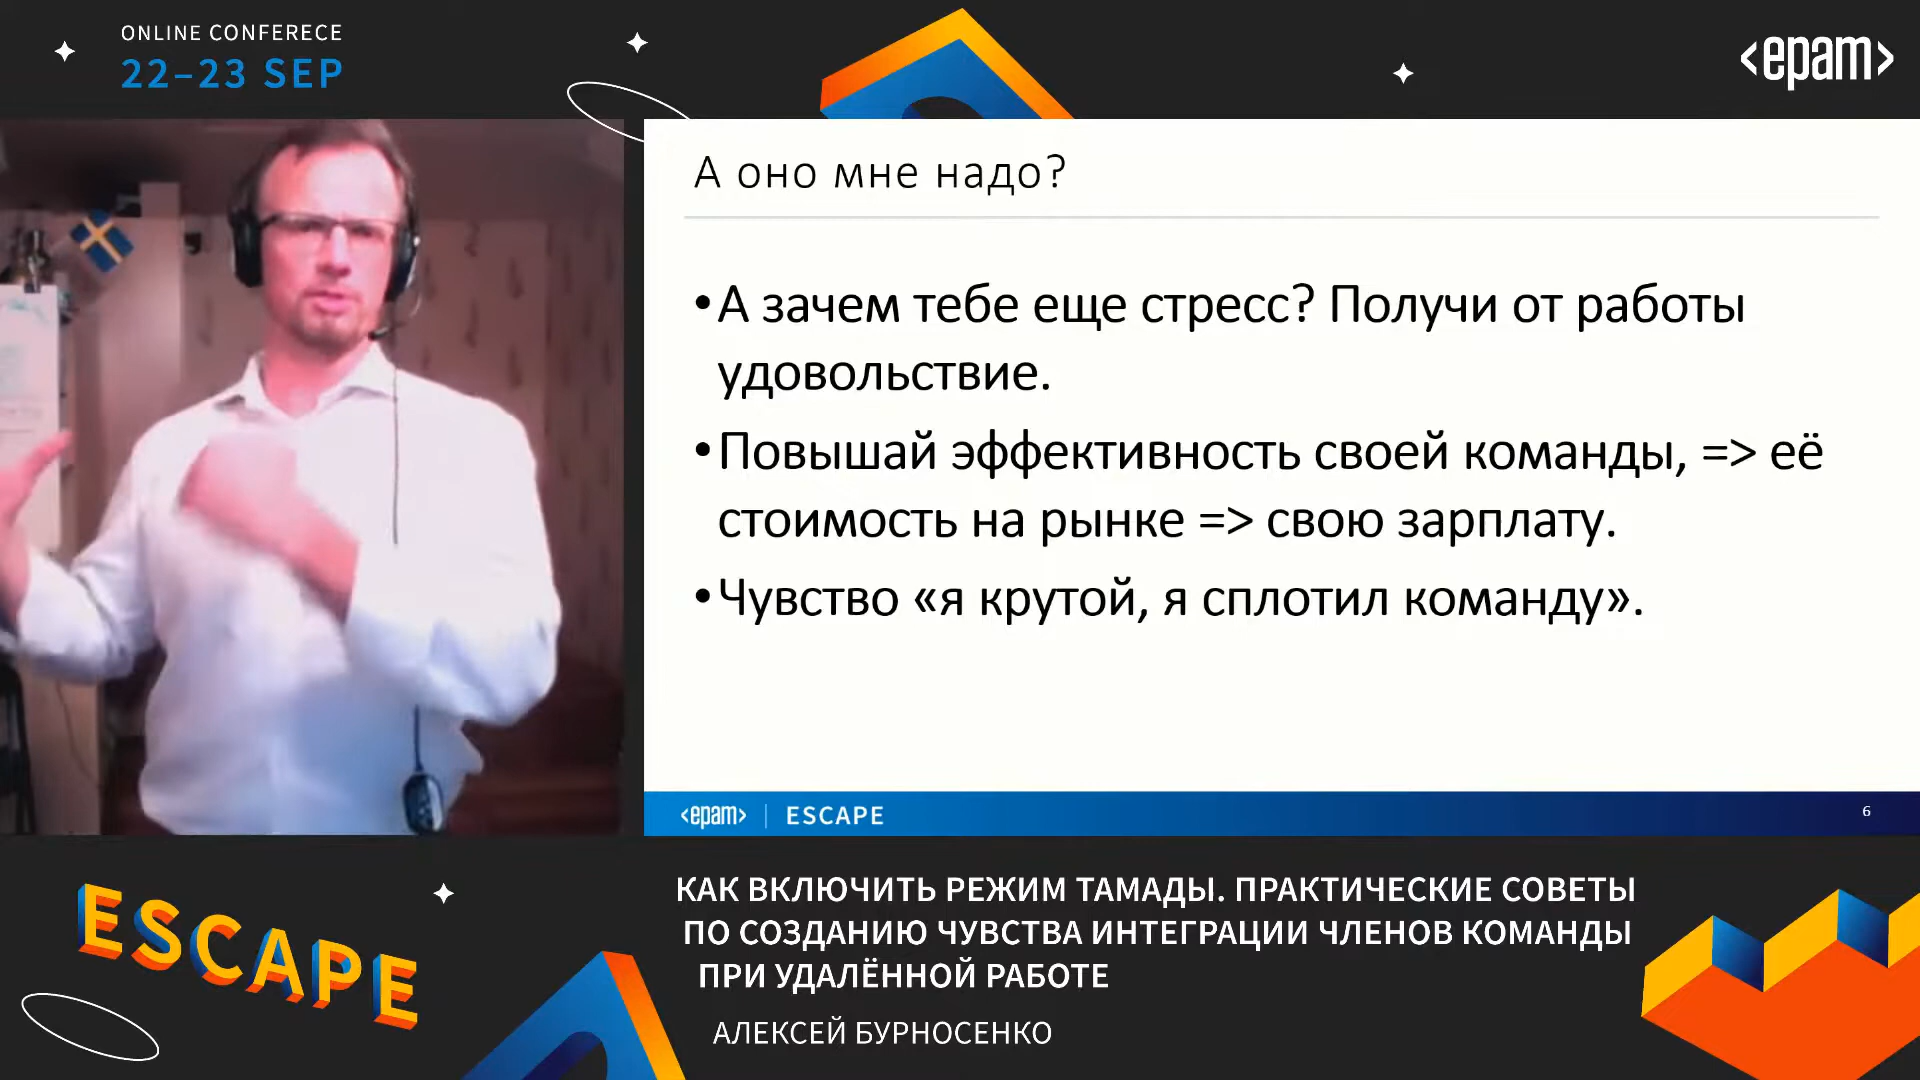 ONLINE CONFERECE
22–23 SEP
<epam>
А оно мне надо?
•А зачем тебе еще стресс? Получи от работы
удовольствие.
•Повышай эффективность своей команды, => её
стоимость на рынке => свою зарплату.
•Чувство «я крутой, я сплотил команду».
<epam> | ESCAPE
6
ESCAPE
КАК ВКЛЮЧИТЬ РЕЖИМ ТАМАДЫ. ПРАКТИЧЕСКИЕ СОВЕТЫ
ПО СОЗДАНИЮ ЧУВСТВА ИНТЕГРАЦИИ ЧЛЕНОВ КОМАНДЫ
ПРИ УДАЛЁННОЙ РАБОТЕ
АЛЕКСЕЙ БУРНОСЕНКО